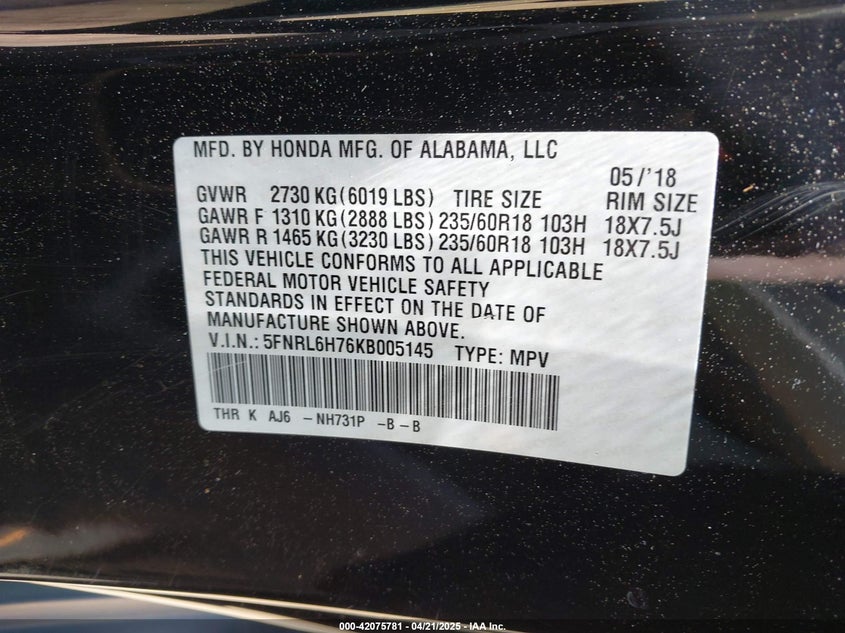 MFD. BY HONDA MFG. OF ALABAMA, LLC
05/'18
GVWR 2730 KG(6019 LBS) TIRE SIZE RIM SIZE
GAWR F 1310 KG(2888 LBS) 235/60R18 103H 18X7.5J
GAWR R 1465 KG(3230 LBS) 235/60R18 103H 18X7.5J
THIS VEHICLE CONFORMS TO ALL APPLICABLE
FEDERAL MOTOR VEHICLE SAFETY
STANDARDS IN EFFECT ON THE DATE OF
MANUFACTURE SHOWN ABOVE.
V.I.N.: 5FNRL6H76KB005145 TYPE: MPV
THR K AJ6 -NH731P -B-B
000-42075781 - 04/21/2025 - IAA Inc.